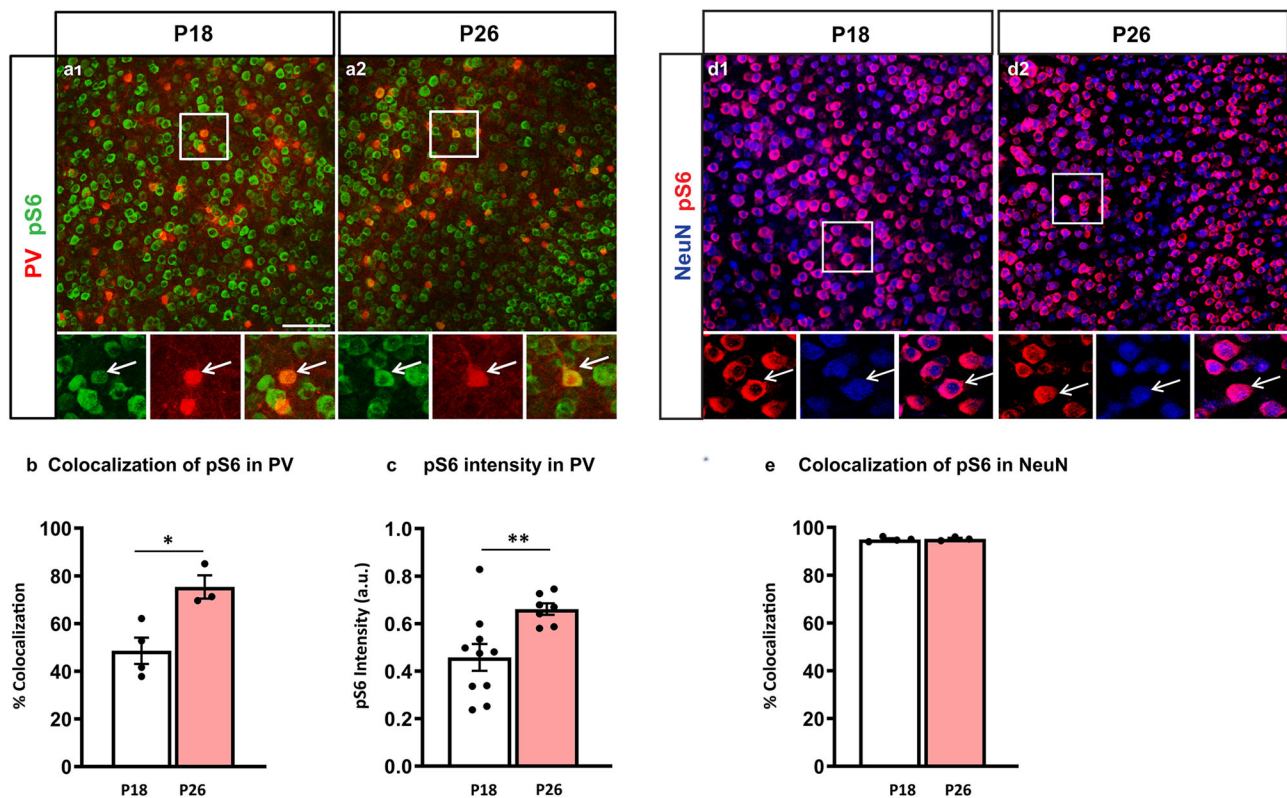 P18 P26
a1 a2
PV pS6
P18 P26
d1 d2
NeuN pS6
b Colocalization of pS6 in PV
100
80
60
40
20
0
% Colocalization
*
P18 P26
c pS6 intensity in PV
1.0
0.8
0.6
0.4
0.2
0.0
pS6 Intensity (a.u.)
**
P18 P26
e Colocalization of pS6 in NeuN
100
80
60
40
20
0
% Colocalization
P18 P26